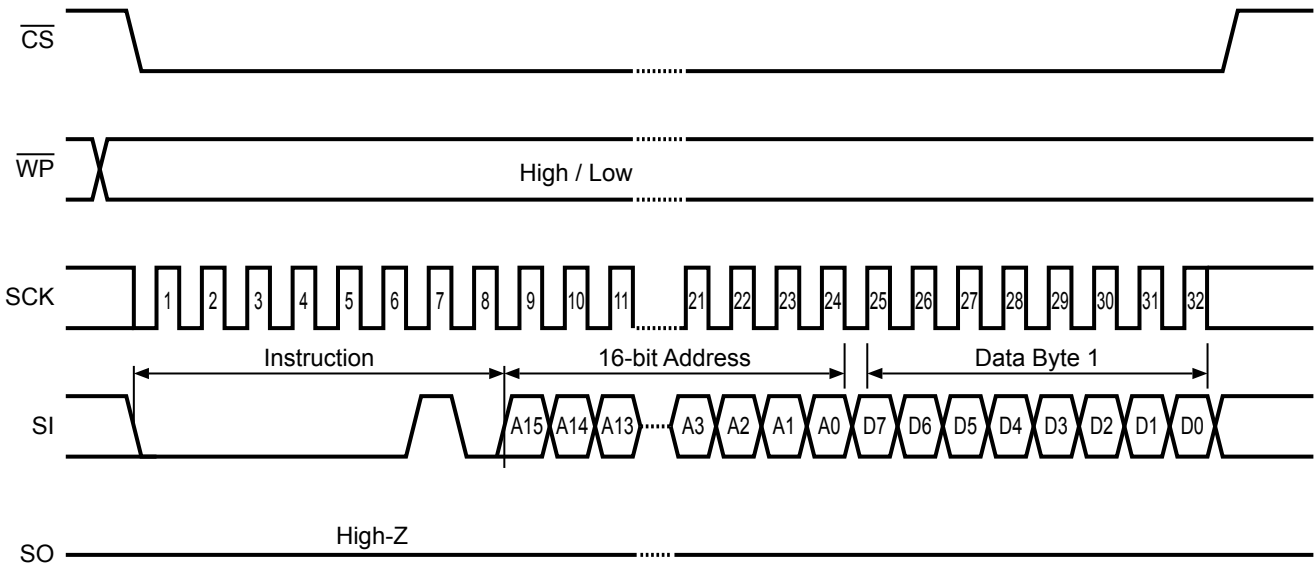 CS
WP
High / Low
SCK
1 2 3 4 5 6 7 8 9 10 11 21 22 23 24 25 26 27 28 29 30 31 32
Instruction 16-bit Address Data Byte 1
SI
A15 A14 A13 A3 A2 A1 A0 D7 D6 D5 D4 D3 D2 D1 D0
High-Z
SO